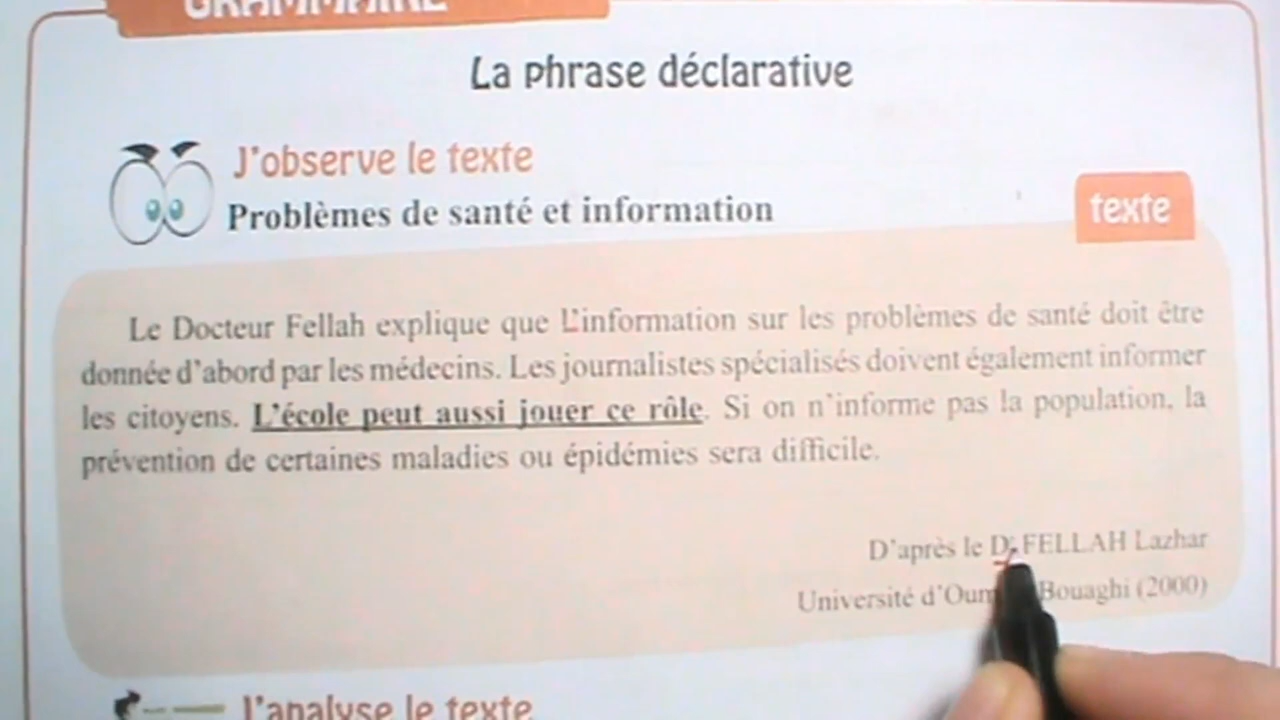 GRAMMAIRE
La phrase déclarative
J'observe le texte
Problèmes de santé et information
texte
Le Docteur Fellah explique que L'information sur les problèmes de santé doit être
donnée d'abord par les médecins. Les journalistes spécialisés doivent également informer
les citoyens. L'école peut aussi jouer ce rôle. Si on n'informe pas la population, la
prévention de certaines maladies ou épidémies sera difficile.
D'après le Dr FELLAH Lazhar
Université d'Oum Bouaghi (2000)
J'analyse le texte